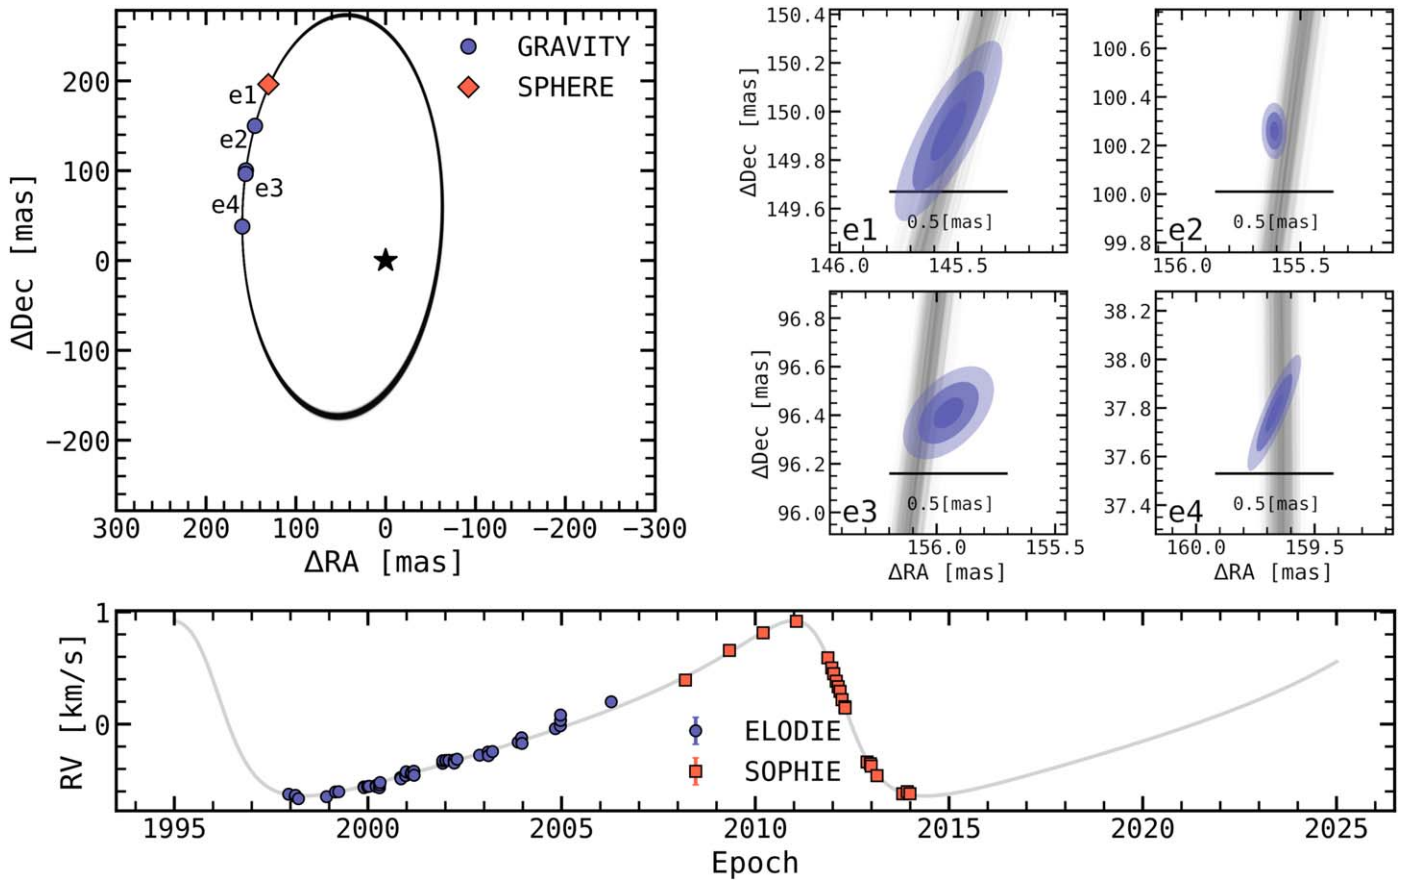 GRAVITY
SPHERE
e1
e2
e3
e4
200
100
0
−100
−200
ΔDec [mas]
300 200 100 0 -100 −200 −300
ΔRA [mas]
150.4
150.2
150.0
149.8
149.6
ΔDec [mas]
0.5[mas]
e1
146.0 145.5
100.6
100.4
100.2
100.0
99.8
0.5[mas]
e2
156.0 155.5
96.8
96.6
96.4
96.2
96.0
ΔDec [mas]
0.5[mas]
e3
156.0 155.5
ΔRA [mas]
38.2
38.0
37.8
37.6
37.4
0.5[mas]
e4
160.0 159.5
ΔRA [mas]
1
0
RV [km/s]
ELODIE
SOPHIE
1995 2000 2005 2010 2015 2020 2025
Epoch